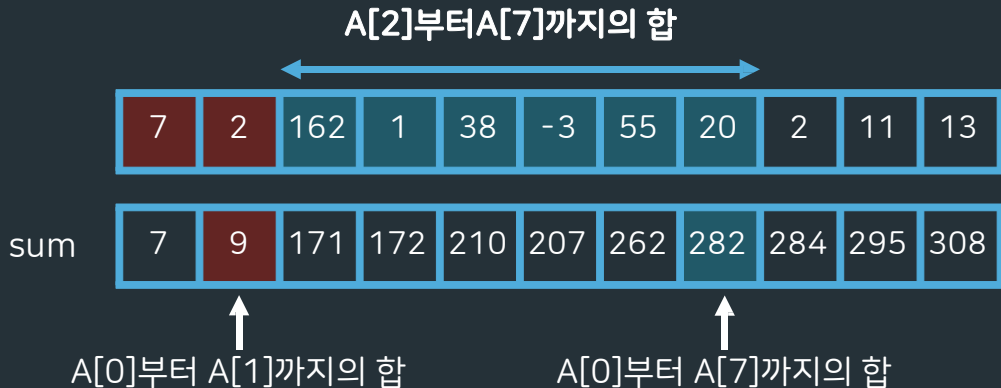 A[2]부터A[7]까지의 합
7 2 162 1 38 -3 55 20 2 11 13
sum 7 9 171 172 210 207 262 282 284 295 308
A[0]부터 A[1]까지의 합 A[0]부터 A[7]까지의 합